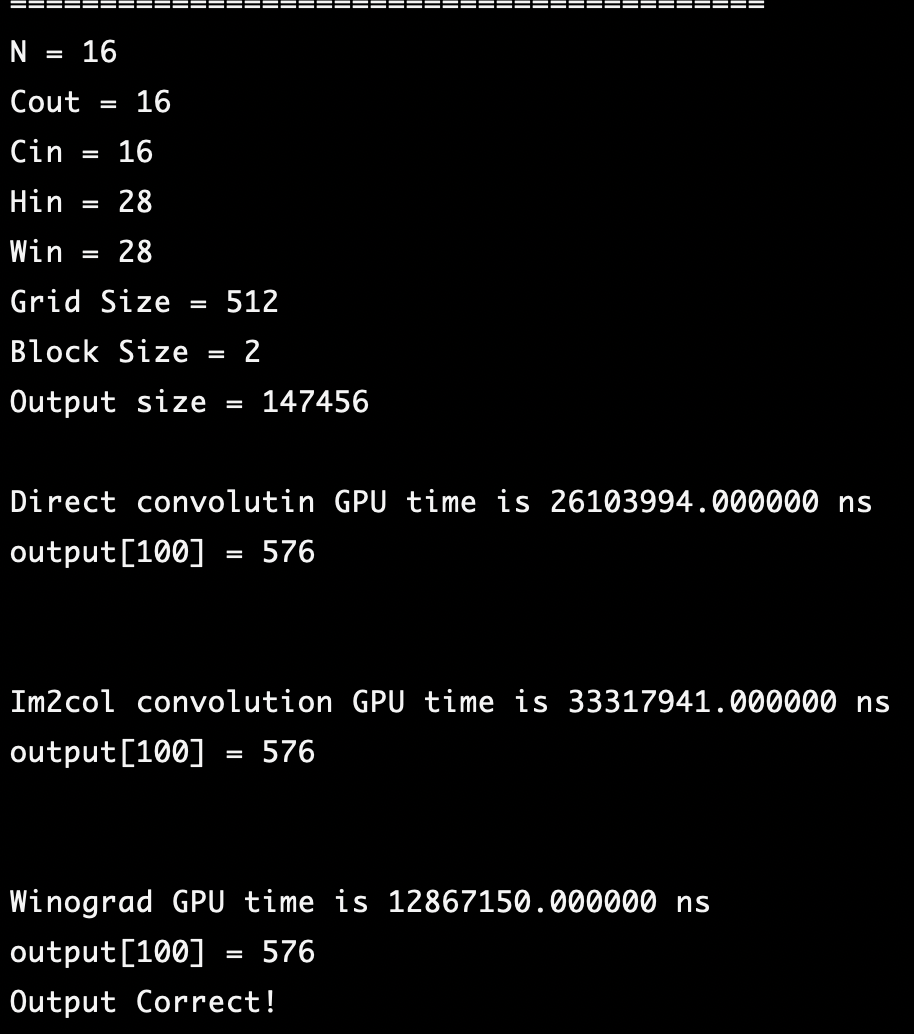 ==========================================
N = 16
Cout = 16
Cin = 16
Hin = 28
Win = 28
Grid Size = 512
Block Size = 2
Output size = 147456
Direct convolutin GPU time is 26103994.000000 ns
output[100] = 576
Im2col convolution GPU time is 33317941.000000 ns
output[100] = 576
Winograd GPU time is 12867150.000000 ns
output[100] = 576
Output Correct!